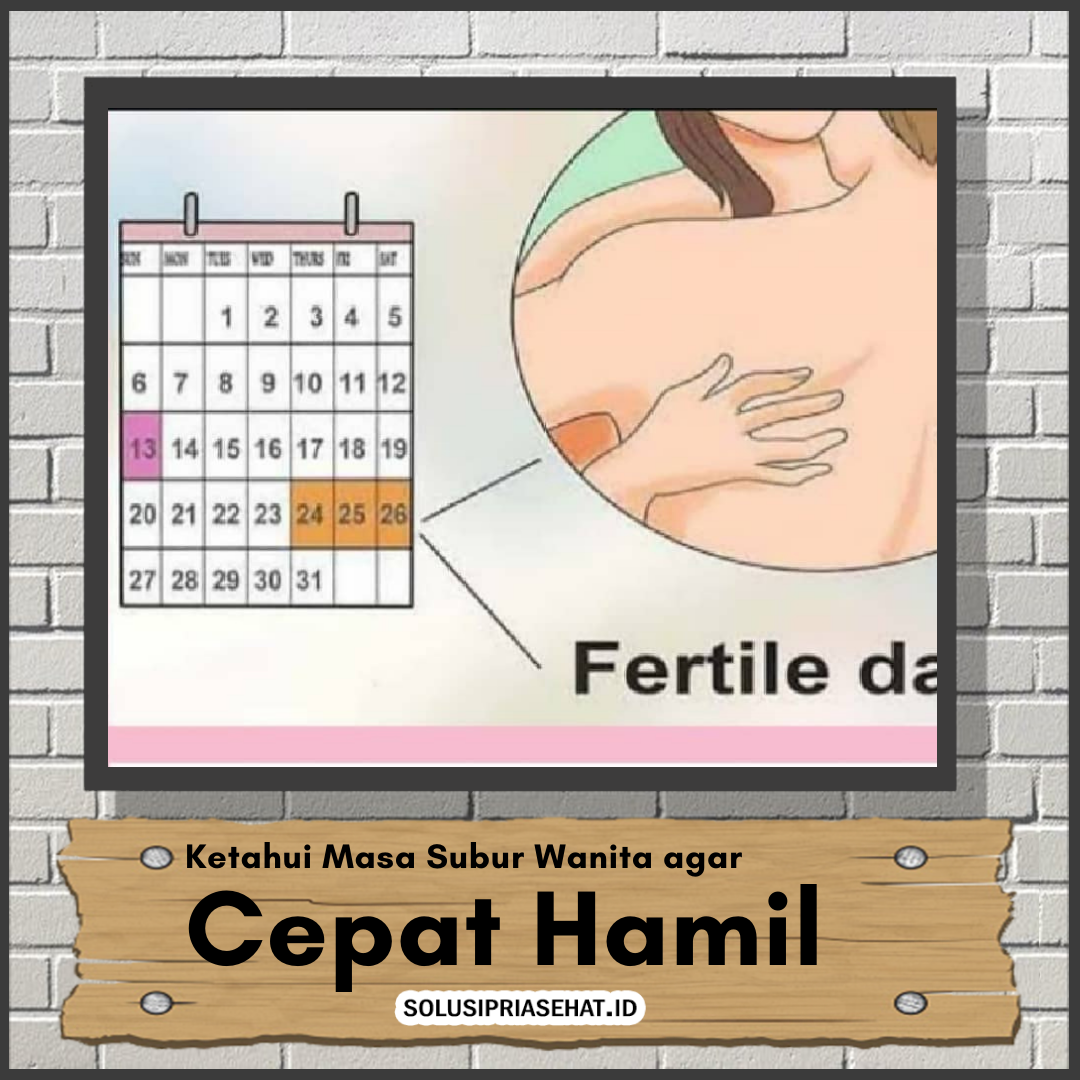 SUN MON TUES WED THURS FRI SAT
1 2 3 4 5
6 7 8 9 10 11 12
13 14 15 16 17 18 19
20 21 22 23 24 25 26
27 28 29 30 31
Fertile da
Ketahui Masa Subur Wanita agar
Cepat Hamil
SOLUSIPRIASEHAT.ID